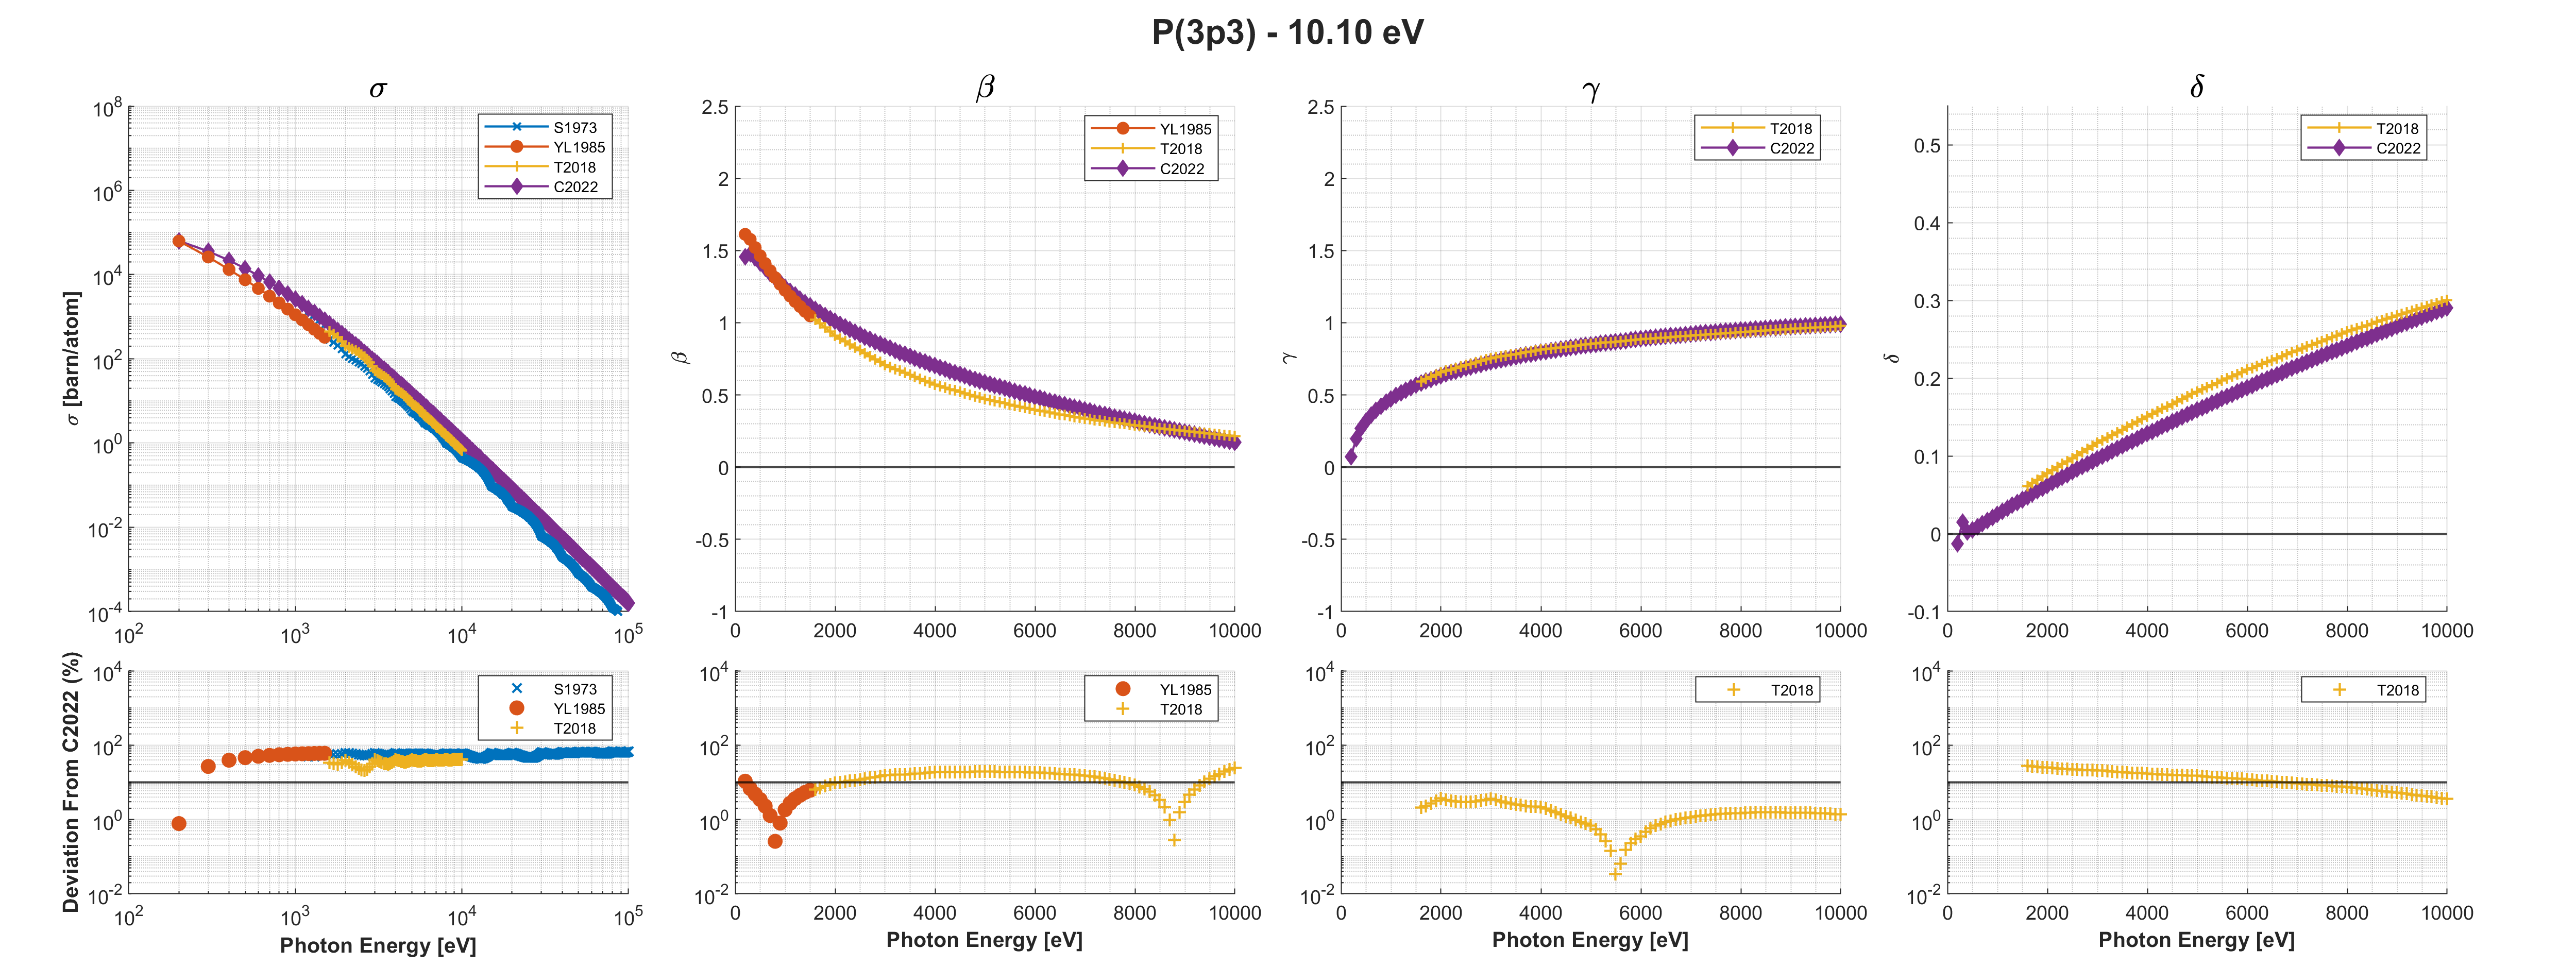 P(3p3) - 10.10 eV
σ
σ [barn/atom]
10^8
10^6
10^4
10^2
10^0
10^-2
10^-4
10^2
10^3
10^4
10^5
S1973
YL1985
T2018
C2022
β
β
2.5
2
1.5
1
0.5
0
-0.5
-1
0
2000
4000
6000
8000
10000
YL1985
T2018
C2022
γ
γ
2.5
2
1.5
1
0.5
0
-0.5
-1
0
2000
4000
6000
8000
10000
T2018
C2022
δ
δ
0.5
0.4
0.3
0.2
0.1
0
-0.1
0
2000
4000
6000
8000
10000
T2018
C2022
Deviation From C2022 (%)
10^4
10^2
10^0
10^-2
10^2
10^3
10^4
10^5
Photon Energy [eV]
S1973
YL1985
T2018
10^4
10^2
10^0
10^-2
0
2000
4000
6000
8000
10000
Photon Energy [eV]
YL1985
T2018
10^4
10^2
10^0
10^-2
0
2000
4000
6000
8000
10000
Photon Energy [eV]
T2018
10^4
10^2
10^0
10^-2
0
2000
4000
6000
8000
10000
Photon Energy [eV]
T2018